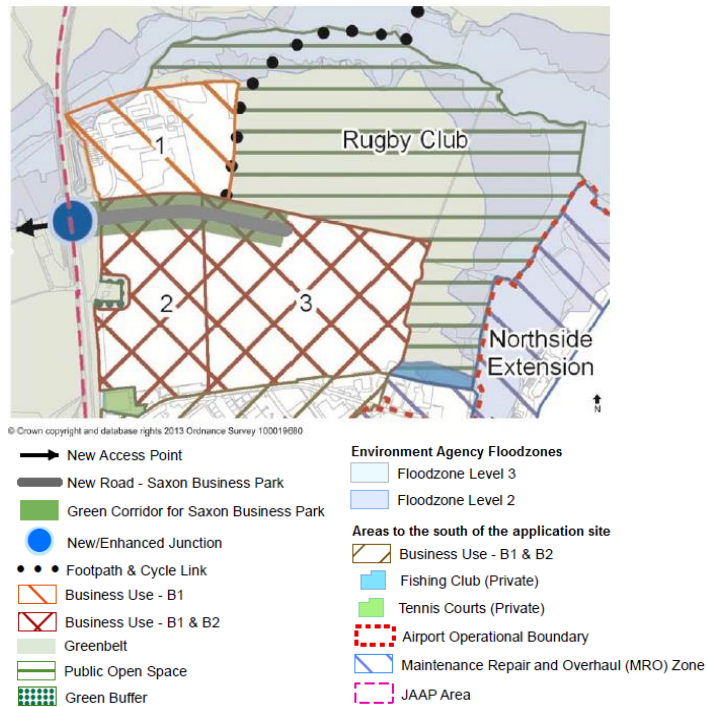 Rugby Club
1
2
3
Northside
Extension
N
© Crown copyright and database rights 2013 Ordnance Survey 100019680
New Access Point
New Road - Saxon Business Park
Green Corridor for Saxon Business Park
New/Enhanced Junction
Footpath & Cycle Link
Business Use - B1
Business Use - B1 & B2
Greenbelt
Public Open Space
Green Buffer
Environment Agency Floodzones
Floodzone Level 3
Floodzone Level 2
Areas to the south of the application site
Business Use - B1 & B2
Fishing Club (Private)
Tennis Courts (Private)
Airport Operational Boundary
Maintenance Repair and Overhaul (MRO) Zone
JAAP Area